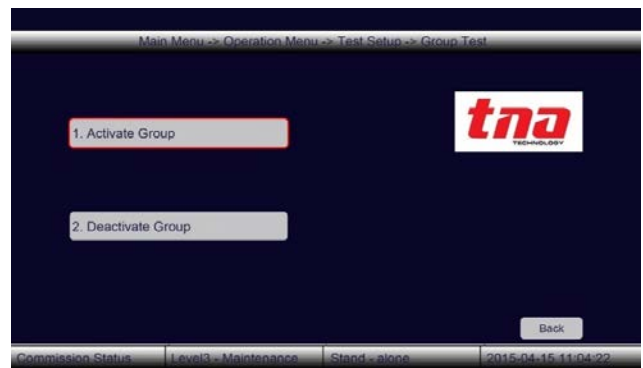 Main Menu -> Operation Menu -> Test Setup -> Group Test
tna
TECHNOLOGY
1. Activate Group
2. Deactivate Group
Back
Commission Status Level3 - Maintenance Stand - alone 2015-04-15 11:04:22